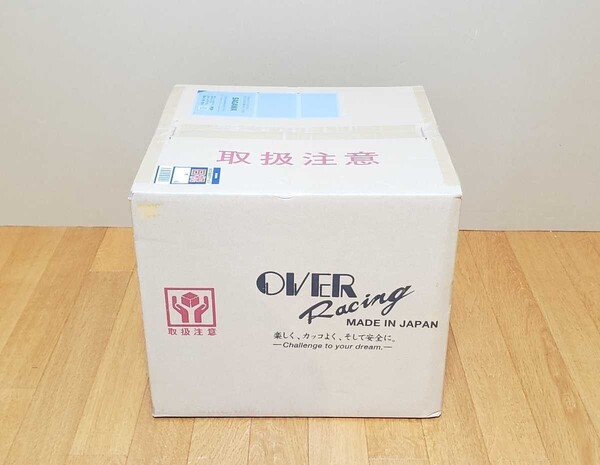 取扱注意
OVER
Racing
MADE IN JAPAN
楽しく、カッコよく、そして安全に。
—Challenge to your dream.—
取扱注意